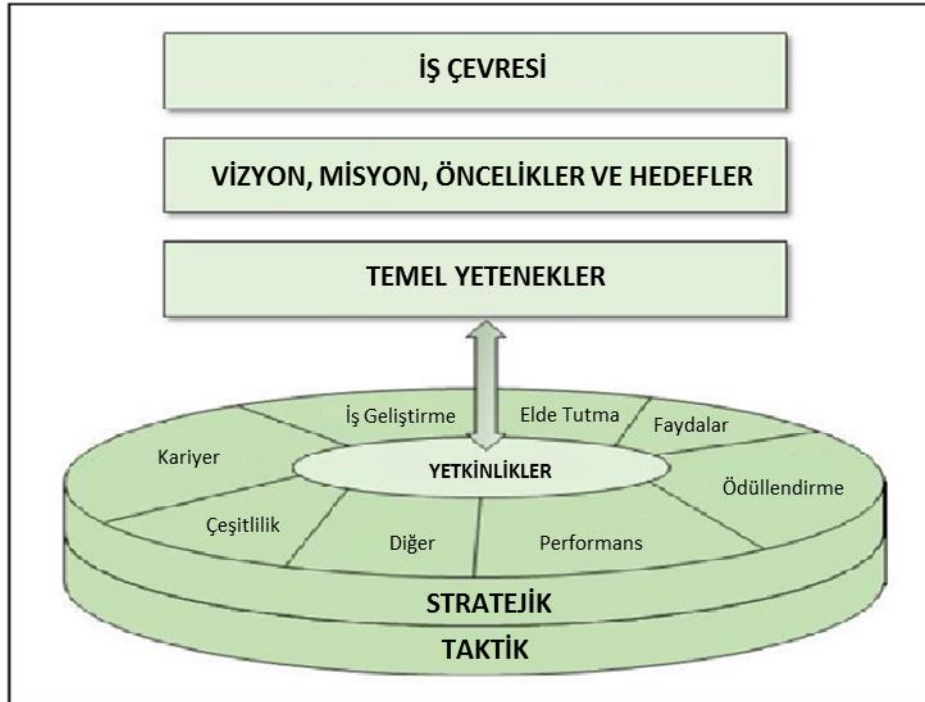 İŞ ÇEVRESİ
VİZYON, MİSYON, ÖNCELİKLER VE HEDEFLER
TEMEL YETENEKLER
İş Geliştirme
Elde Tutma
Faydalar
Kariyer
YETKİNLİKLER
Ödüllendirme
Çeşitlilik
Diğer
Performans
STRATEJİK
TAKTİK